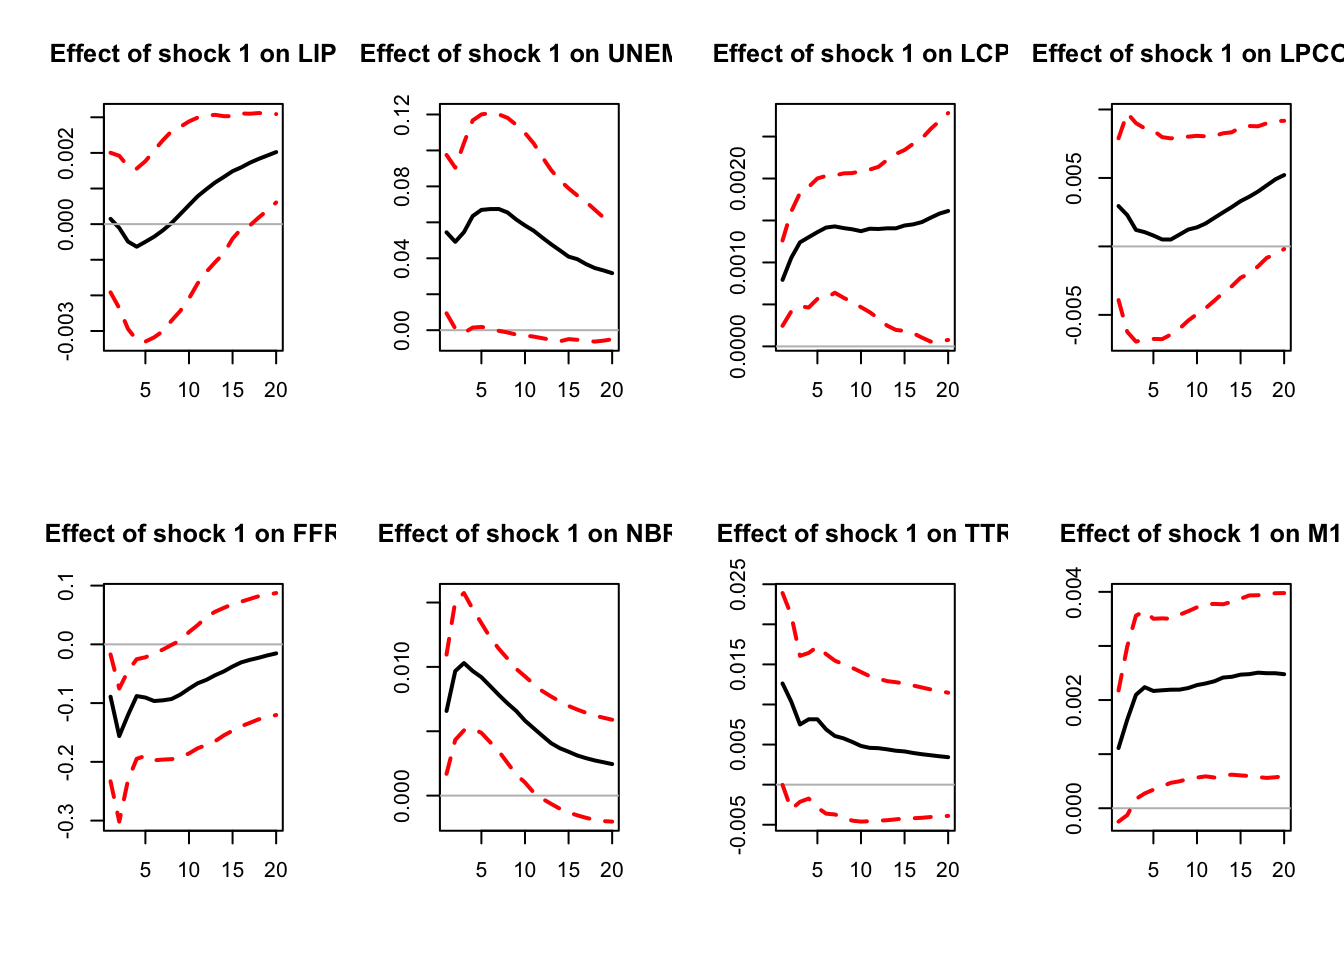 Effect of shock 1 on LIP
Effect of shock 1 on UNEM
Effect of shock 1 on LCP
Effect of shock 1 on LPCO
0.002
0.000
-0.003
5 10 15 20
0.12
0.08
0.04
0.00
5 10 15 20
0.0020
0.0010
0.0000
5 10 15 20
0.005
-0.005
5 10 15 20
Effect of shock 1 on FFR
Effect of shock 1 on NBR
Effect of shock 1 on TTR
Effect of shock 1 on M1
0.1
0.0
-0.1
-0.2
-0.3
5 10 15 20
0.010
0.000
5 10 15 20
0.025
0.015
0.005
-0.005
5 10 15 20
0.004
0.002
0.000
5 10 15 20